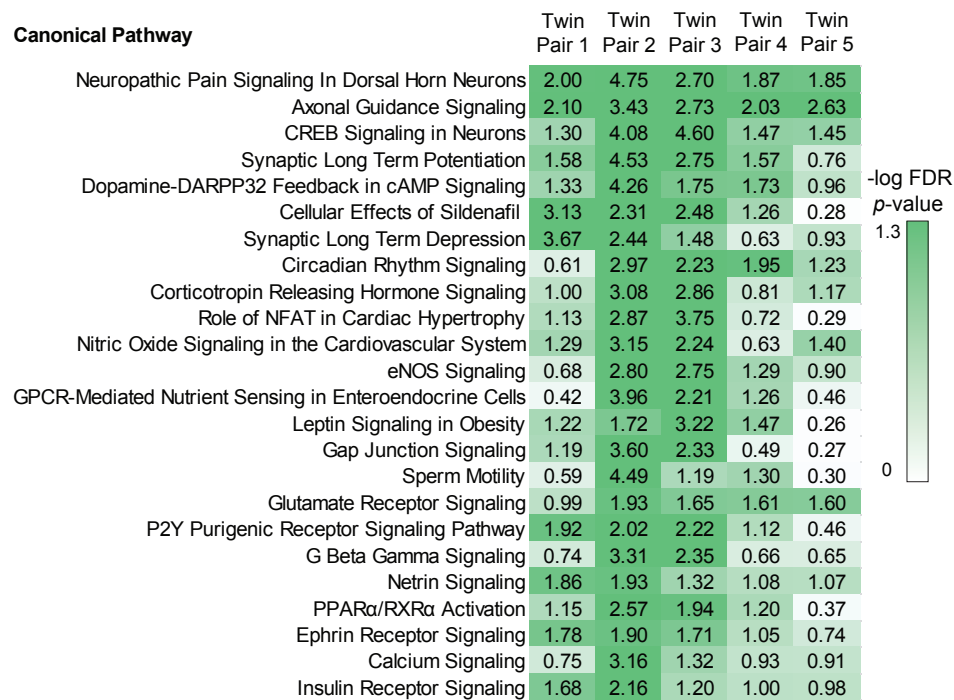 Canonical Pathway Twin Pair 1 Twin Pair 2 Twin Pair 3 Twin Pair 4 Twin Pair 5
Neuropathic Pain Signaling In Dorsal Horn Neurons 2.00 4.75 2.70 1.87 1.85
Axonal Guidance Signaling 2.10 3.43 2.73 2.03 2.63
CREB Signaling in Neurons 1.30 4.08 4.60 1.47 1.45
Synaptic Long Term Potentiation 1.58 4.53 2.75 1.57 0.76
Dopamine-DARPP32 Feedback in cAMP Signaling 1.33 4.26 1.75 1.73 0.96
Cellular Effects of Sildenafil 3.13 2.31 2.48 1.26 0.28
Synaptic Long Term Depression 3.67 2.44 1.48 0.63 0.93
Circadian Rhythm Signaling 0.61 2.97 2.23 1.95 1.23
Corticotropin Releasing Hormone Signaling 1.00 3.08 2.86 0.81 1.17
Role of NFAT in Cardiac Hypertrophy 1.13 2.87 3.75 0.72 0.29
Nitric Oxide Signaling in the Cardiovascular System 1.29 3.15 2.24 0.63 1.40
eNOS Signaling 0.68 2.80 2.75 1.29 0.90
GPCR-Mediated Nutrient Sensing in Enteroendocrine Cells 0.42 3.96 2.21 1.26 0.46
Leptin Signaling in Obesity 1.22 1.72 3.22 1.47 0.26
Gap Junction Signaling 1.19 3.60 2.33 0.49 0.27
Sperm Motility 0.59 4.49 1.19 1.30 0.30
Glutamate Receptor Signaling 0.99 1.93 1.65 1.61 1.60
P2Y Purigenic Receptor Signaling Pathway 1.92 2.02 2.22 1.12 0.46
G Beta Gamma Signaling 0.74 3.31 2.35 0.66 0.65
Netrin Signaling 1.86 1.93 1.32 1.08 1.07
PPARα/RXRα Activation 1.15 2.57 1.94 1.20 0.37
Ephrin Receptor Signaling 1.78 1.90 1.71 1.05 0.74
Calcium Signaling 0.75 3.16 1.32 0.93 0.91
Insulin Receptor Signaling 1.68 2.16 1.20 1.00 0.98
-log FDR
p-value
1.3
0